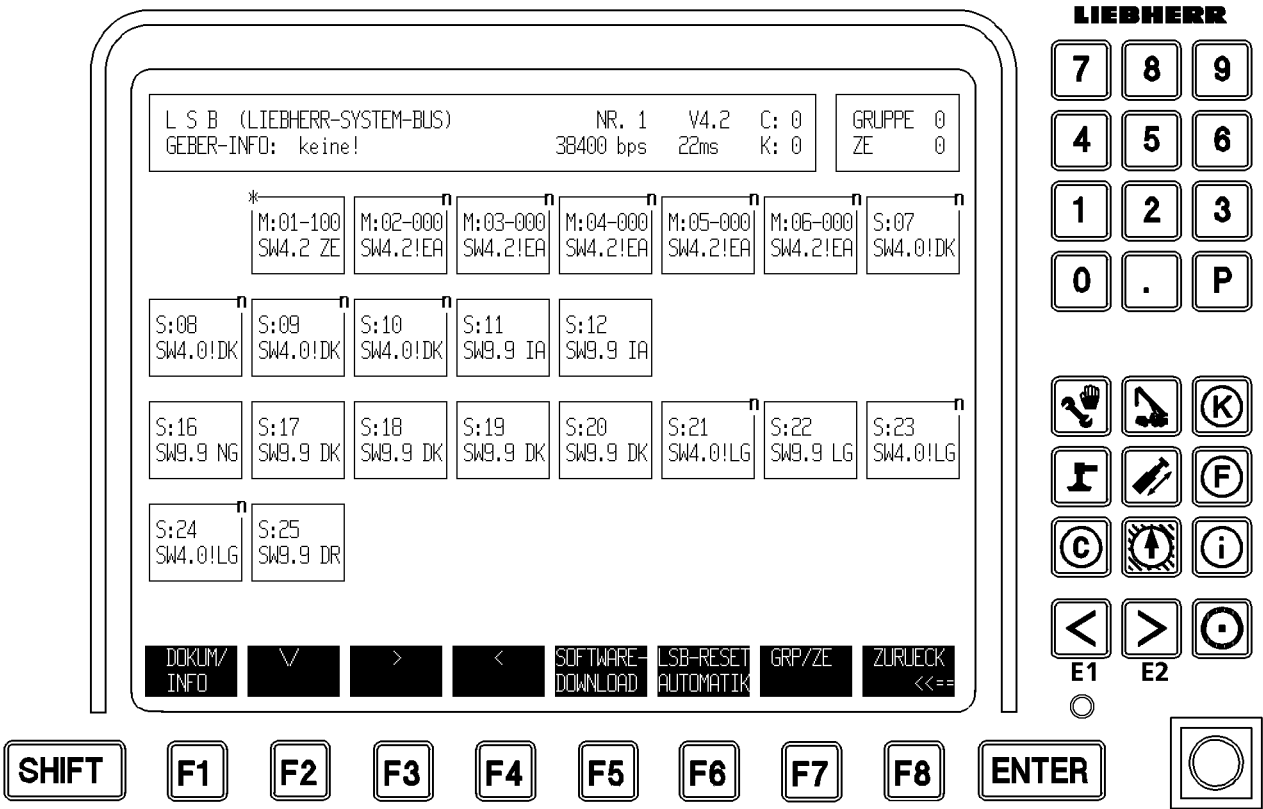 LIEBHERR
L S B (LIEBHERR-SYSTEM-BUS) NR. 1 V4.2 C: 0
GEBER-INFO: keine! 38400 bps 22ms K: 0
GRUPPE 0
ZE 0
* n n n n n n
M:01-100 M:02-000 M:03-000 M:04-000 M:05-000 M:06-000 S:07
SW4.2 ZE SW4.2!EA SW4.2!EA SW4.2!EA SW4.2!EA SW4.2!EA SW4.0!DK
n n n
S:08 S:09 S:10 S:11 S:12
SW4.0!DK SW4.0!DK SW4.0!DK SW9.9 IA SW9.9 IA
n n
S:16 S:17 S:18 S:19 S:20 S:21 S:22 S:23
SW9.9 NG SW9.9 DK SW9.9 DK SW9.9 DK SW9.9 DK SW4.0!LG SW9.9 LG SW4.0!LG
n
S:24 S:25
SW4.0!LG SW9.9 DR
DOKUM/ \/ > < SOFTWARE- LSB-RESET GRP/ZE ZURUECK
INFO DOWNLOAD AUTOMATIK <<==
7 8 9
4 5 6
1 2 3
0 . P
K
F
C i
< >
E1 E2
SHIFT F1 F2 F3 F4 F5 F6 F7 F8 ENTER